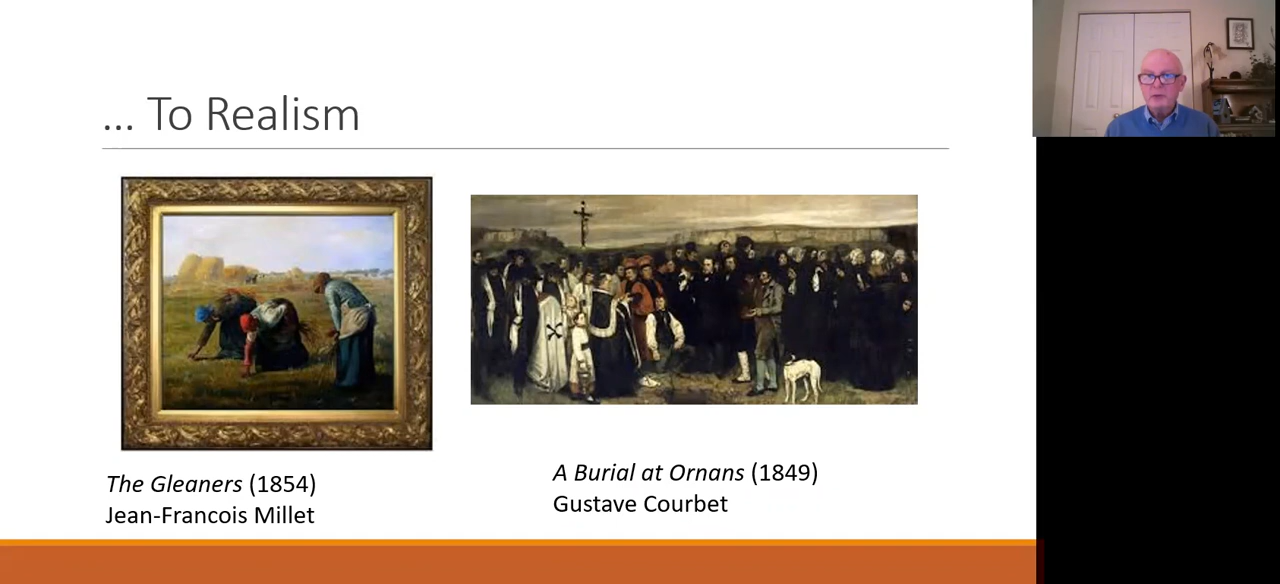 ... To Realism
The Gleaners (1854)
Jean-Francois Millet
A Burial at Ornans (1849)
Gustave Courbet